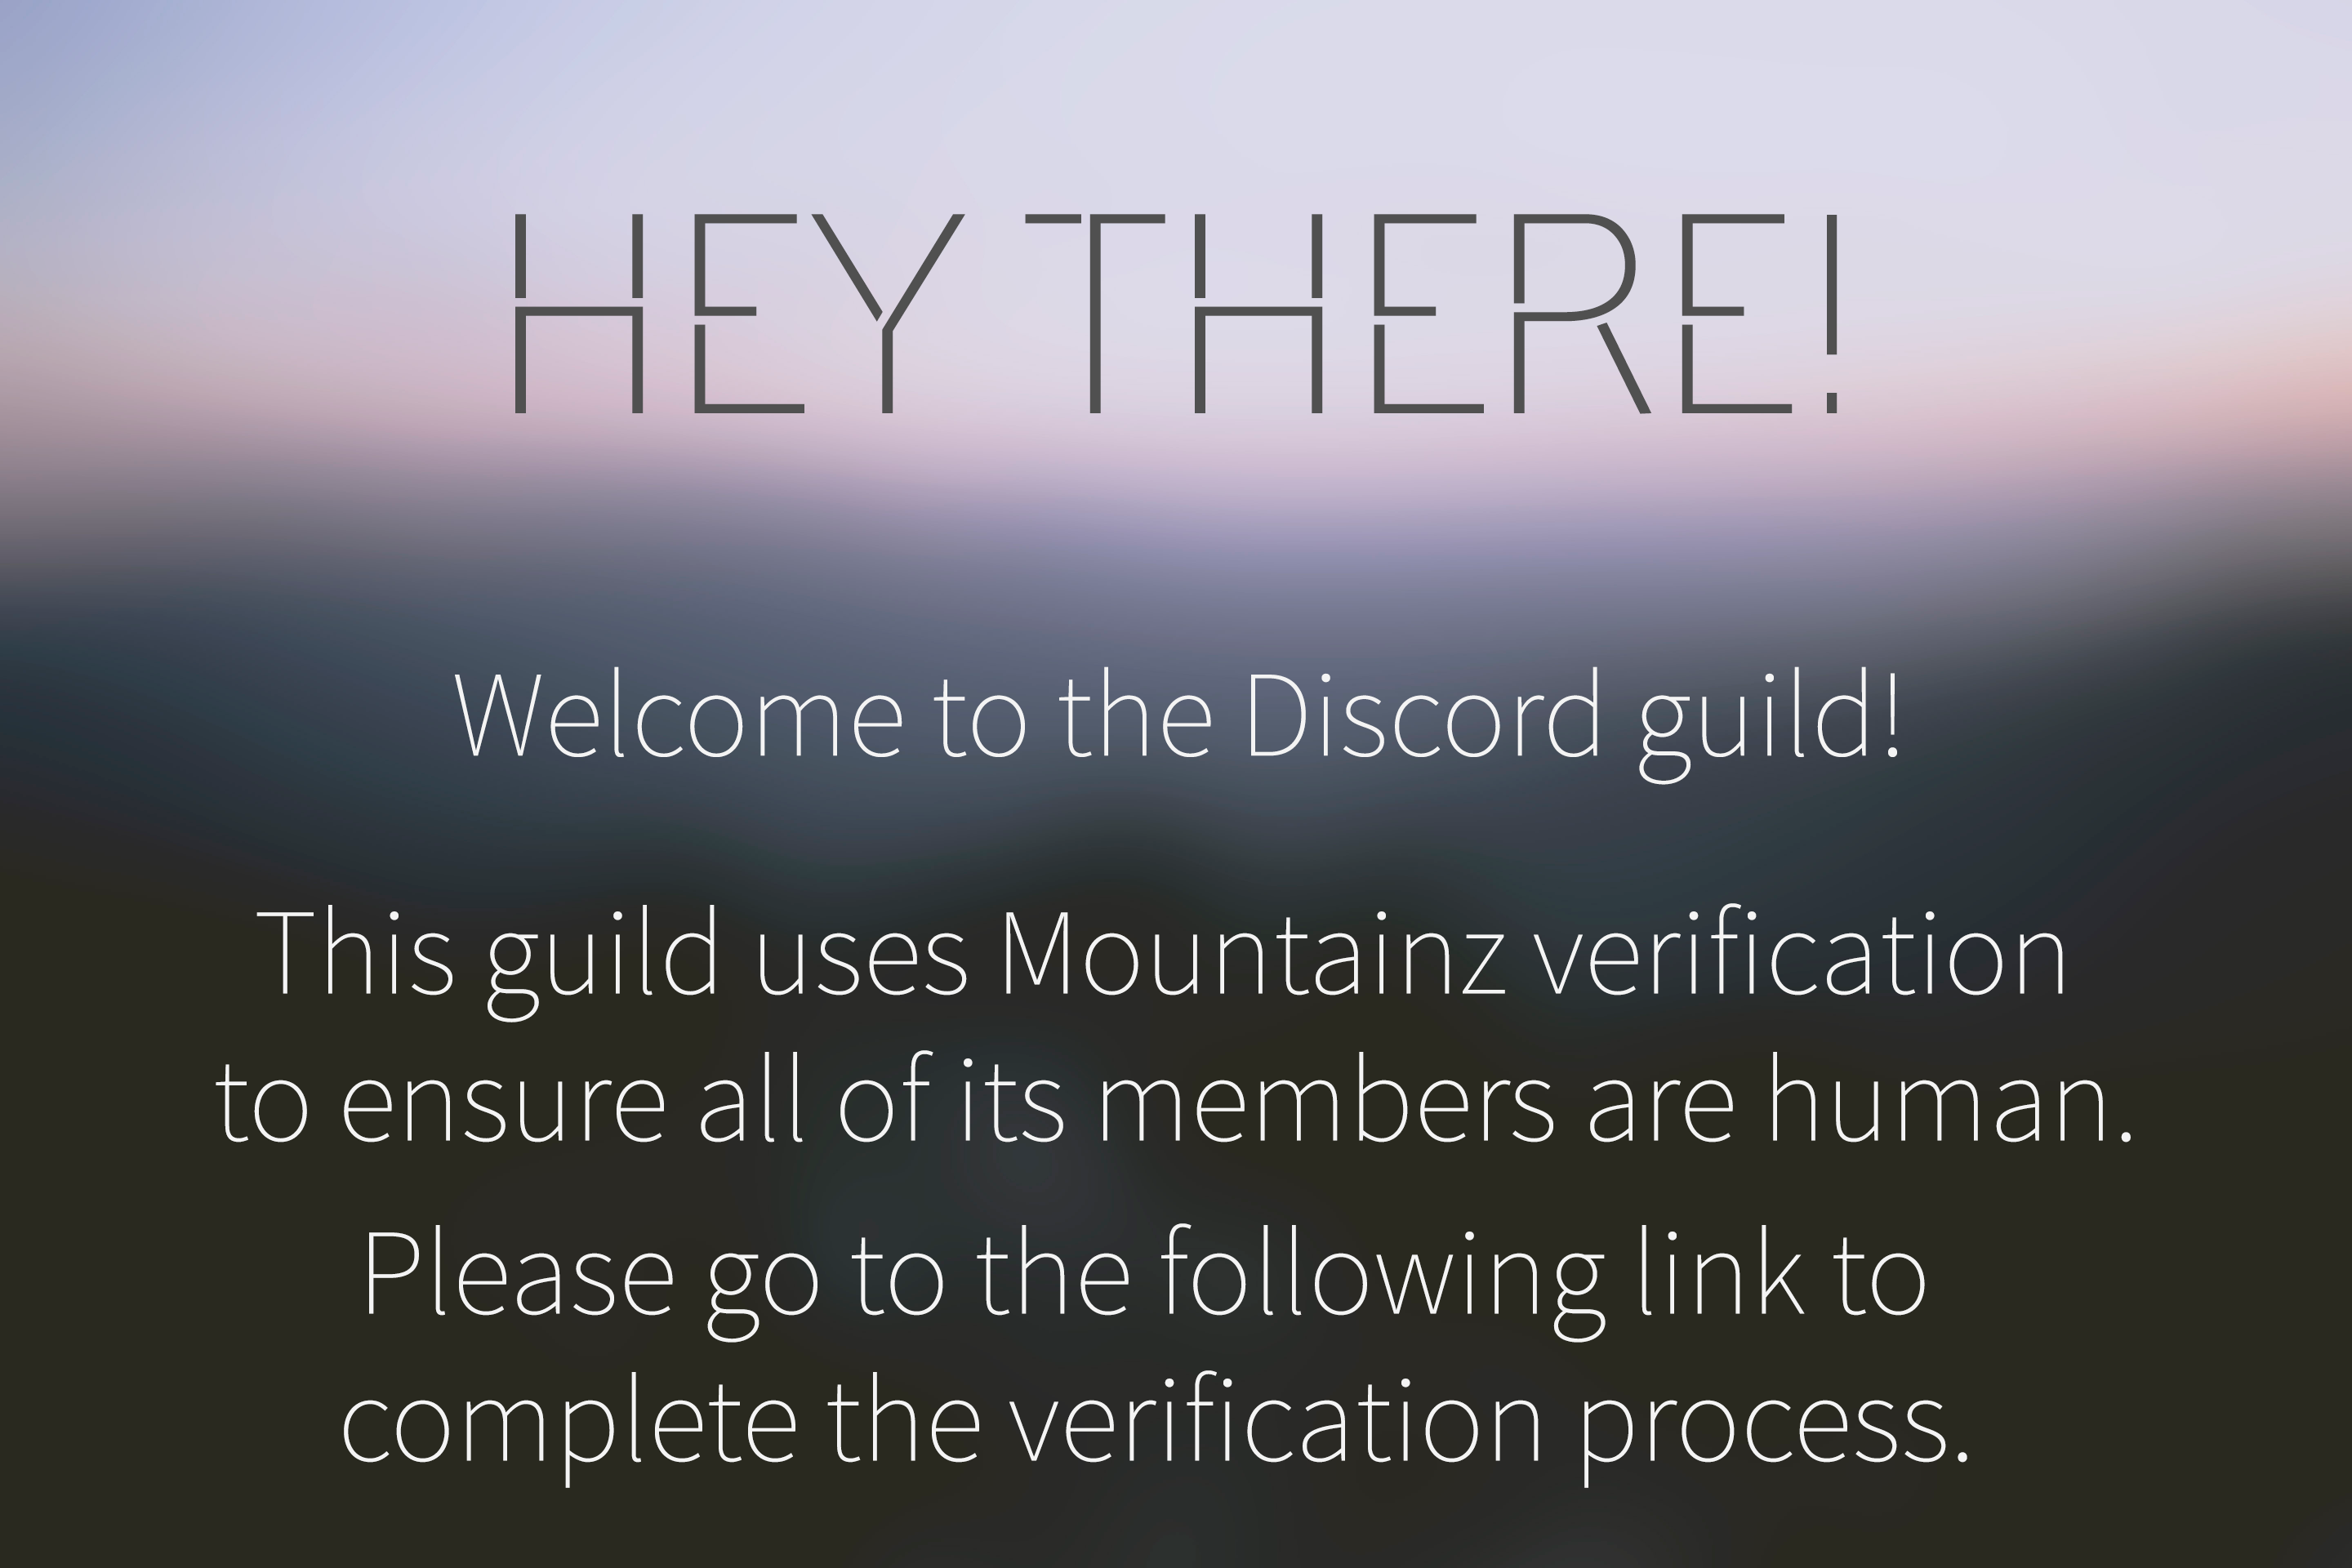 HEY THERE!
Welcome to the Discord guild!
This guild uses Mountainz verification
to ensure all of its members are human.
Please go to the following link to
complete the verification process.